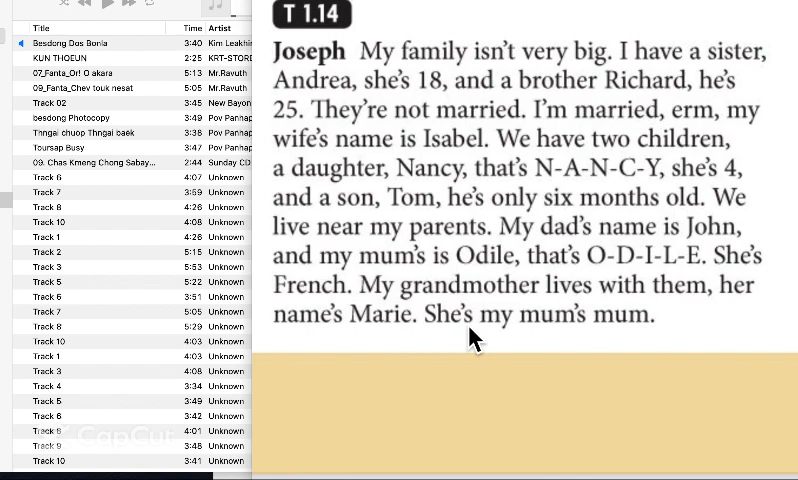 Title Time Artist
Besdong Dos Bonla 3:40 Kim Leakhi
KUN THOEUN 2:25 KRT-STORE
07_Fanta_Or! O akara 5:13 Mr.Ravuth
09_Fanta_Chev touk nesat 5:05 Mr.Ravuth
Track 02 3:45 New Bayon
besdong Photocopy 3:49 Pov Panhap
Thngai chuop Thngai baek 3:38 Pov Panhap
Toursap Busy 3:47 Pov Panhap
09. Chas Kmeng Chong Sabay... 2:44 Sunday CD
Track 6 4:07 Unknown
Track 7 3:59 Unknown
Track 8 4:26 Unknown
Track 10 4:08 Unknown
Track 1 4:26 Unknown
Track 2 5:15 Unknown
Track 3 5:53 Unknown
Track 5 5:22 Unknown
Track 6 3:51 Unknown
Track 7 5:05 Unknown
Track 8 5:29 Unknown
Track 10 4:03 Unknown
Track 1 4:03 Unknown
Track 3 4:08 Unknown
Track 4 3:34 Unknown
Track 5 3:49 Unknown
Track 6 3:42 Unknown
Track 8 4:01 Unknown
Track 9 3:48 Unknown
Track 10 3:41 Unknown
CapCut
T 1.14
Joseph My family isn't very big. I have a sister,
Andrea, she's 18, and a brother Richard, he's
25. They're not married. I'm married, erm, my
wife's name is Isabel. We have two children,
a daughter, Nancy, that's N-A-N-C-Y, she's 4,
and a son, Tom, he's only six months old. We
live near my parents. My dad's name is John,
and my mum's is Odile, that's O-D-I-L-E. She's
French. My grandmother lives with them, her
name's Marie. She's my mum's mum.